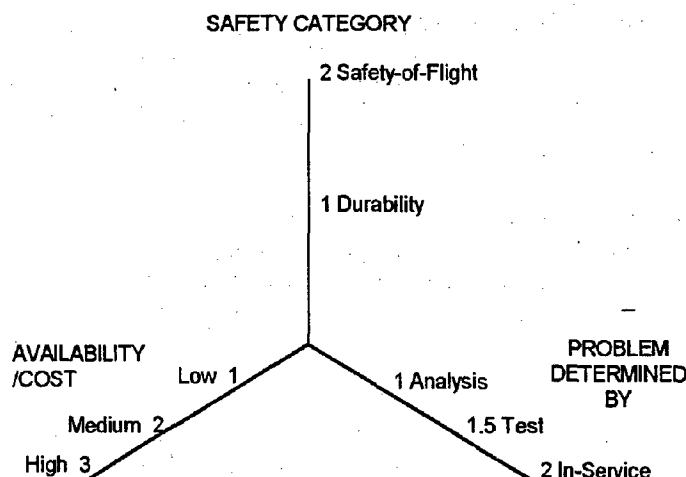 SAFETY CATEGORY
2 Safety-of-Flight
1 Durability
AVAILABILITY
/COST
Low 1
Medium 2
High 3
1 Analysis
1.5 Test
2 In-Service
PROBLEM
DETERMINED
BY